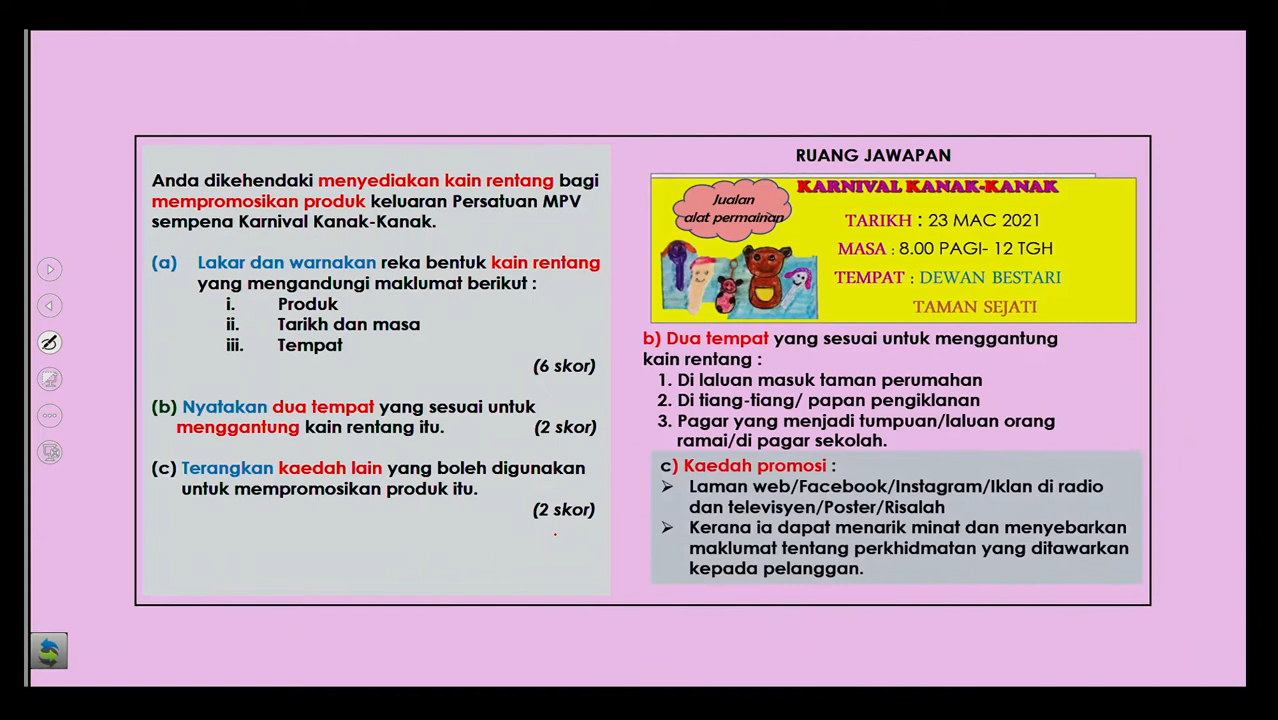 Anda dikehendaki menyediakan kain rentang bagi
mempromosikan produk keluaran Persatuan MPV
sempena Karnival Kanak-Kanak.
(a) Lakar dan warnakan reka bentuk kain rentang
yang mengandungi maklumat berikut :
i. Produk
ii. Tarikh dan masa
iii. Tempat
(6 skor)
(b) Nyatakan dua tempat yang sesuai untuk
menggantung kain rentang itu. (2 skor)
(c) Terangkan kaedah lain yang boleh digunakan
untuk mempromosikan produk itu.
(2 skor)
RUANG JAWAPAN
Jualan
alat permainan
KARNIVAL KANAK-KANAK
TARIKH : 23 MAC 2021
MASA : 8.00 PAGI- 12 TGH
TEMPAT : DEWAN BESTARI
TAMAN SEJATI
b) Dua tempat yang sesuai untuk menggantung
kain rentang :
1. Di laluan masuk taman perumahan
2. Di tiang-tiang/ papan pengiklanan
3. Pagar yang menjadi tumpuan/laluan orang
ramai/di pagar sekolah.
c) Kaedah promosi :
➢ Laman web/Facebook/Instagram/Iklan di radio
dan televisyen/Poster/Risalah
➢ Kerana ia dapat menarik minat dan menyebarkan
maklumat tentang perkhidmatan yang ditawarkan
kepada pelanggan.